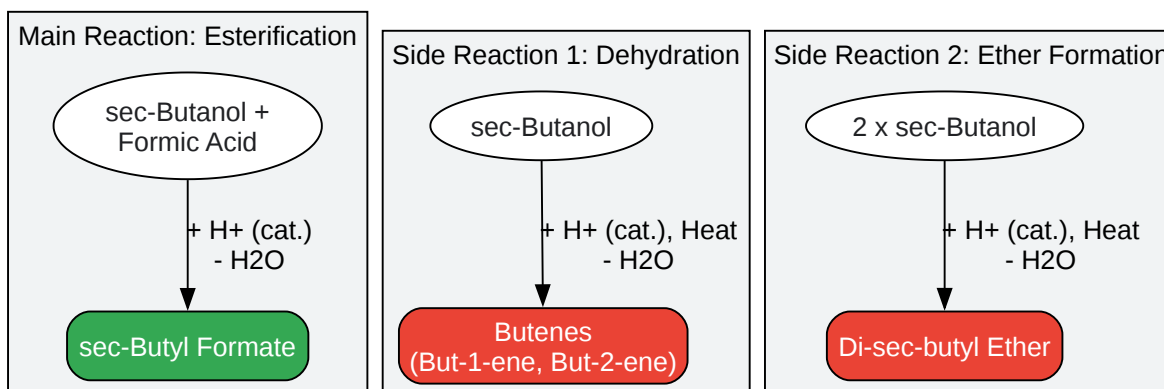 Main Reaction: Esterification
sec-Butanol +
Formic Acid
+ H+ (cat.)
- H2O
sec-Butyl Formate
Side Reaction 1: Dehydration
sec-Butanol
+ H+ (cat.), Heat
- H2O
Butenes
(But-1-ene, But-2-ene)
Side Reaction 2: Ether Formation
2 x sec-Butanol
+ H+ (cat.), Heat
- H2O
Di-sec-butyl Ether